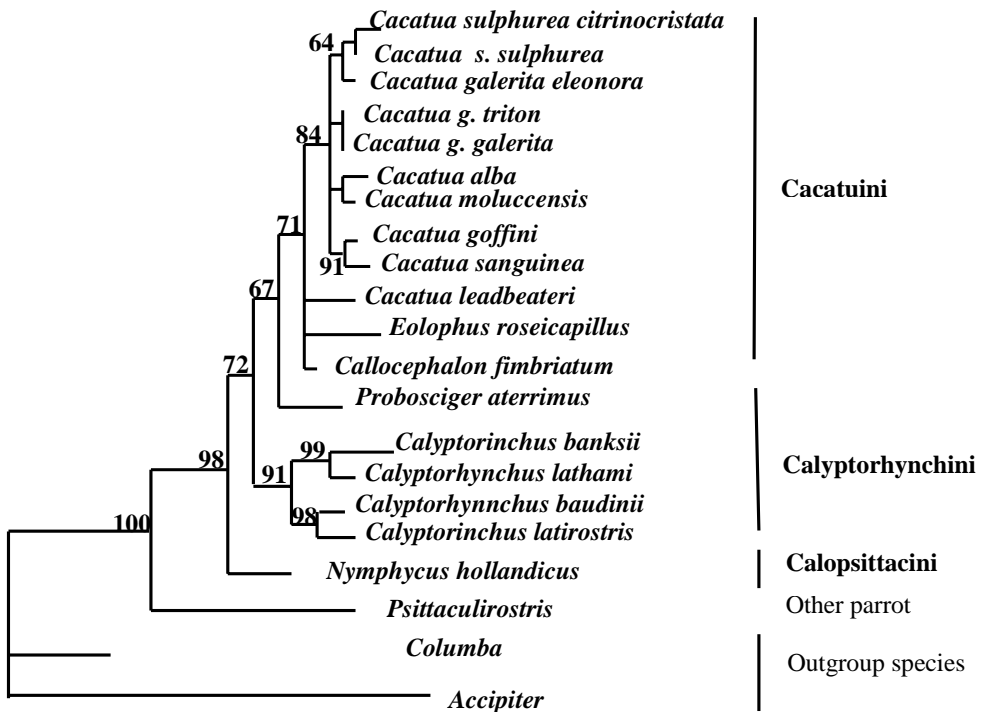 Cacatua sulphurea citrinocristata
64
Cacatua s. sulphurea
Cacatua galerita eleonora
Cacatua g. triton
84
Cacatua g. galerita
Cacatua alba
Cacatuini
Cacatua moluccensis
71
Cacatua goffini
91
Cacatua sanguinea
67
Cacatua leadbeateri
Eolophus roseicapillus
72
Callocephalon fimbriatum
Probosciger aterrimus
99
Calyptorinchus banksii
98
91
Calyptorhynchus lathami
Calyptorhynchini
Calyptorhynnchus baudinii
98
100
Calyptorinchus latirostris
Nymphycus hollandicus
Calopsittacini
Psittaculirostris
Other parrot
Columba
Outgroup species
Accipiter